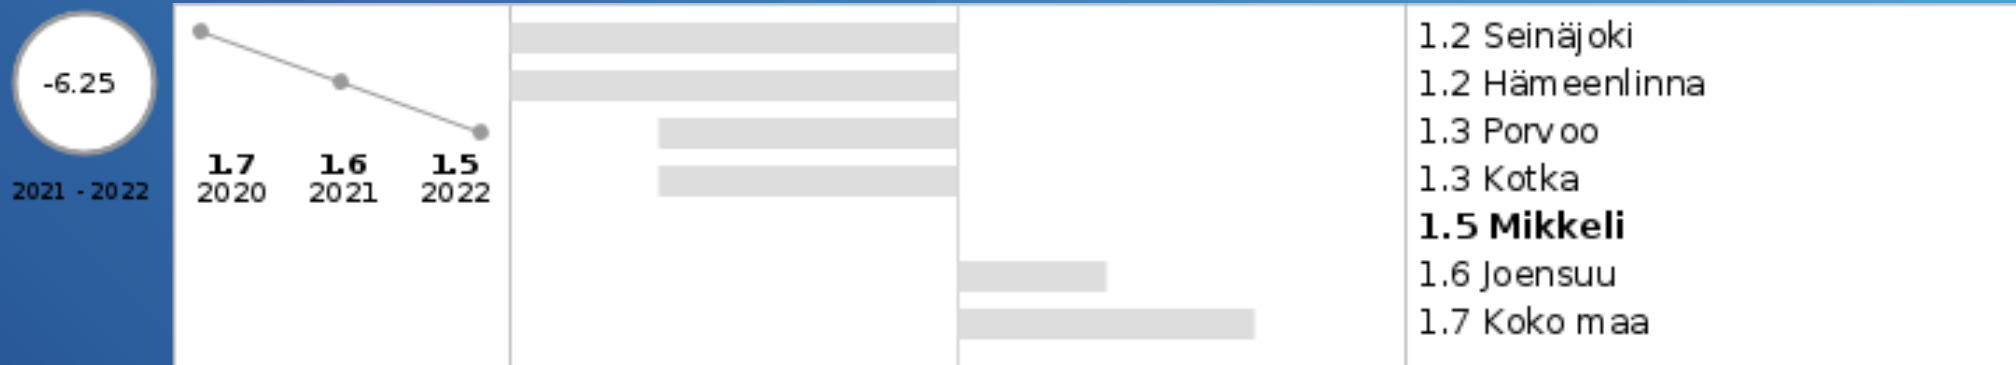 -6.25
2021 - 2022
1.7 1.6 1.5
2020 2021 2022
1.2 Seinäjoki
1.2 Hämeenlinna
1.3 Porvoo
1.3 Kotka
1.5 Mikkeli
1.6 Joensuu
1.7 Koko maa